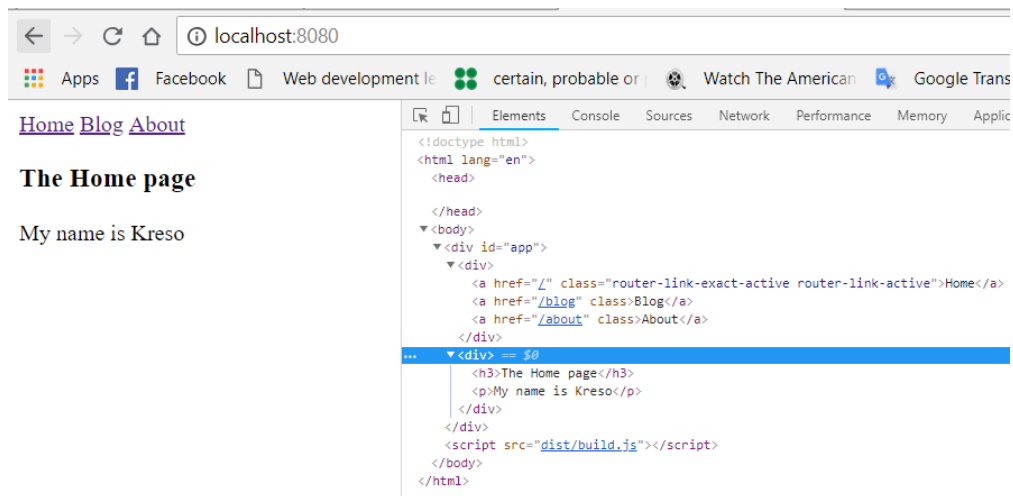 localhost:8080
Apps Facebook Web development le certain, probable or Watch The American Google Trans
Home Blog About
The Home page
My name is Kreso
Elements Console Sources Network Performance Memory Applic
<!doctype html>
<html lang="en">
<head>
</head>
<body>
<div id="app">
<div>
<a href="/" class="router-link-exact-active router-link-active">Home</a>
<a href="/blog" class>Blog</a>
<a href="/about" class>About</a>
</div>
... <div> == $0
<h3>The Home page</h3>
<p>My name is Kreso</p>
</div>
</div>
<script src="dist/build.js"></script>
</body>
</html>